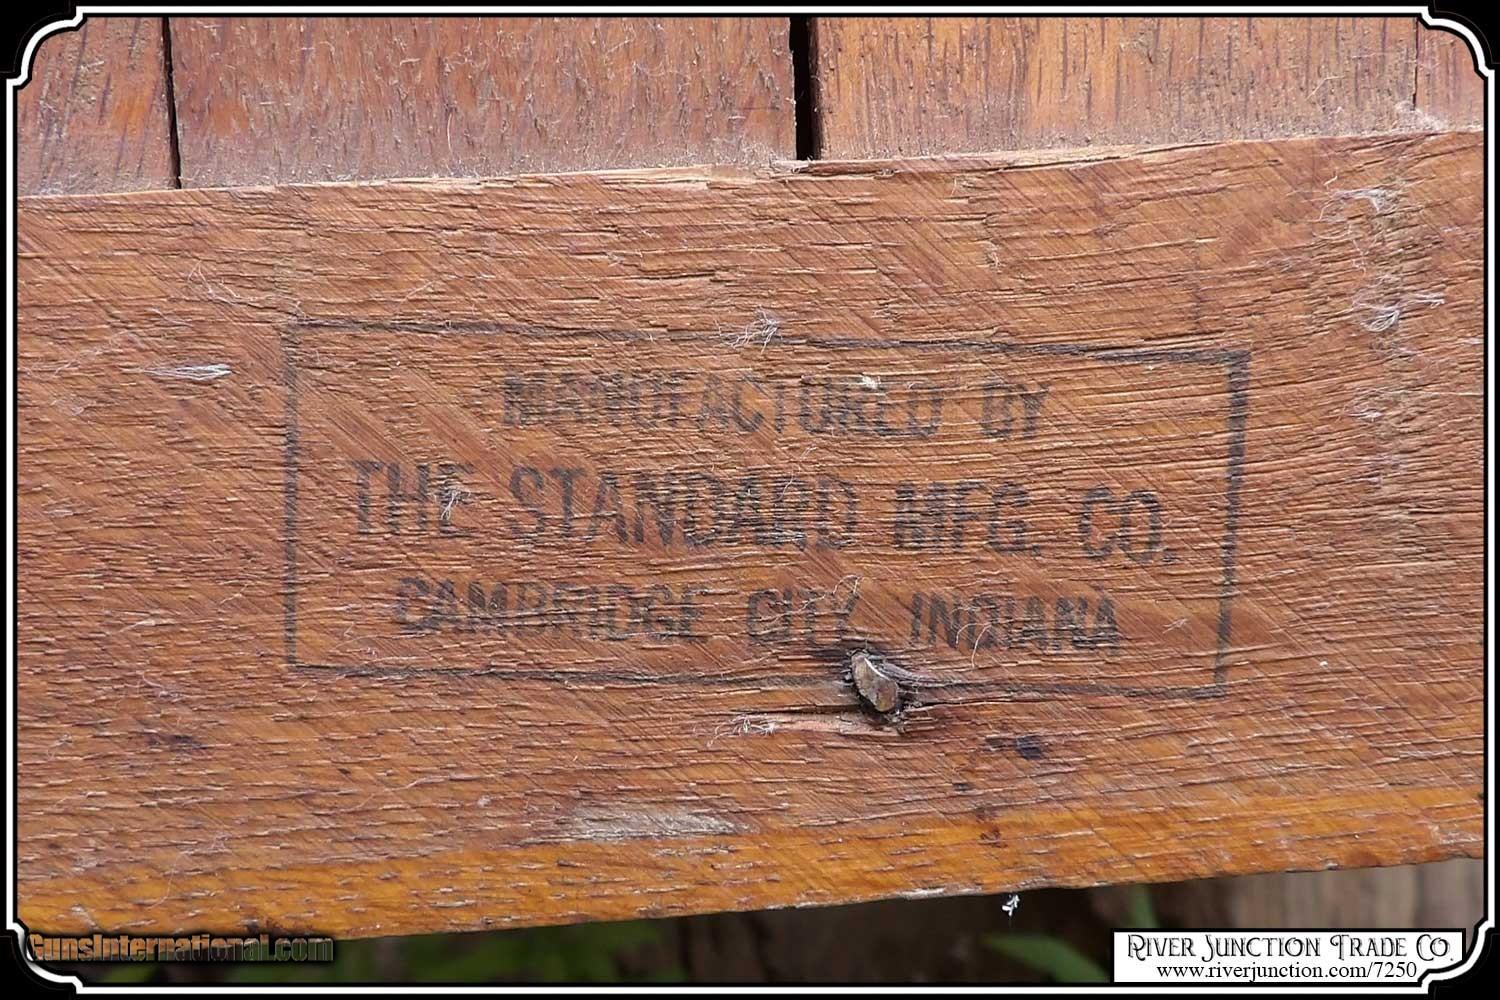 MANUFACTURED BY
THE STANDARD MFG. CO.
CAMBRIDGE CITY, INDIANA
GunsInternational.com
RIVER JUNCTION TRADE CO.
www.riverjunction.com/7250